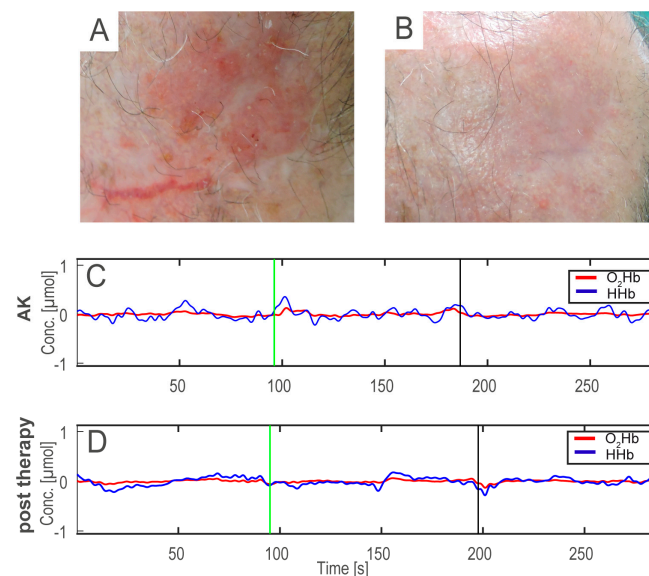 A
B
AK
Conc. [μmol]
1
0
-1
C
O₂Hb
HHb
50
100
150
200
250
post therapy
Conc. [μmol]
1
0
-1
D
O₂Hb
HHb
50
100
150
200
250
Time [s]